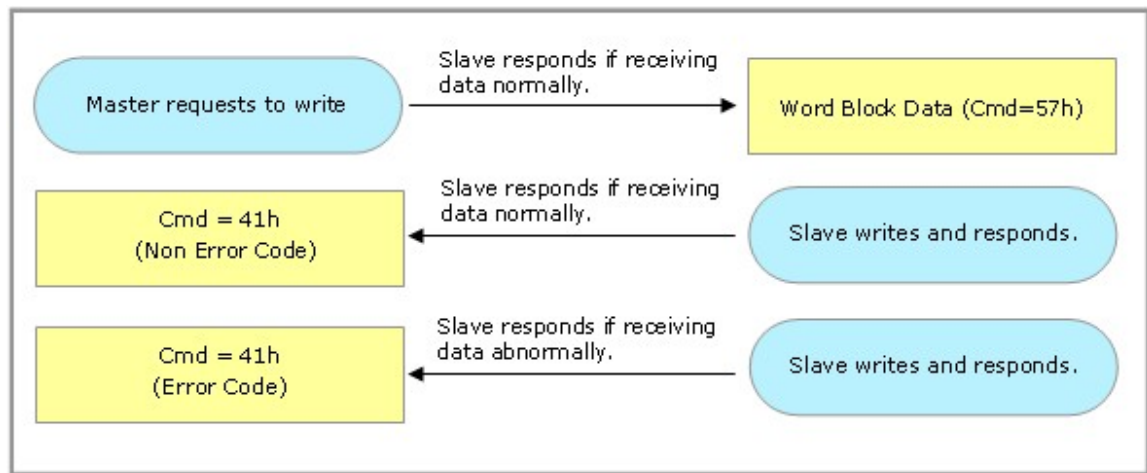 Slave responds if receiving
data normally.
Master requests to write
Word Block Data (Cmd=57h)
Slave responds if receiving
data normally.
Cmd = 41h
(Non Error Code)
Slave writes and responds.
Slave responds if receiving
data abnormally.
Cmd = 41h
(Error Code)
Slave writes and responds.